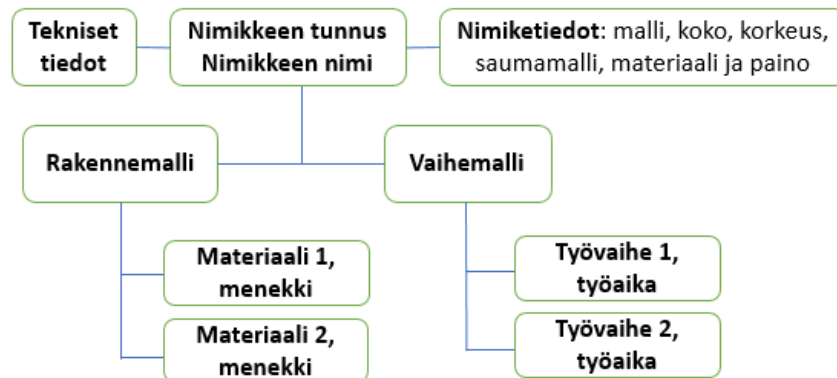 Tekniset
tiedot
Nimikkeen tunnus
Nimikkeen nimi
Nimiketiedot: malli, koko, korkeus,
saumamalli, materiaali ja paino
Rakennemalli
Vaihemalli
Materiaali 1,
menekki
Materiaali 2,
menekki
Työvaihe 1,
työaika
Työvaihe 2,
työaika